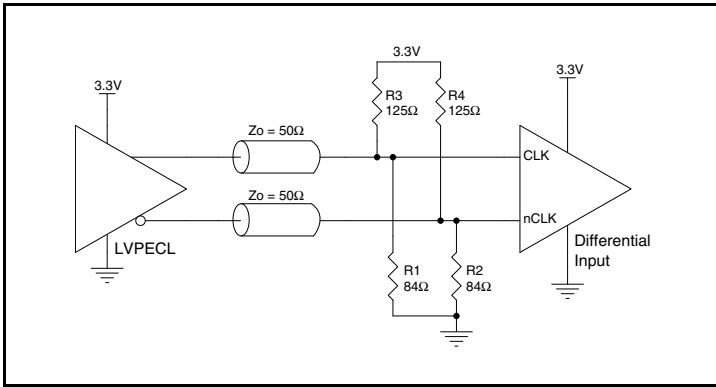 3.3V
3.3V
3.3V
R3
125Ω
R4
125Ω
Zo = 50Ω
CLK
Zo = 50Ω
nCLK
LVPECL
Differential
Input
R1
84Ω
R2
84Ω